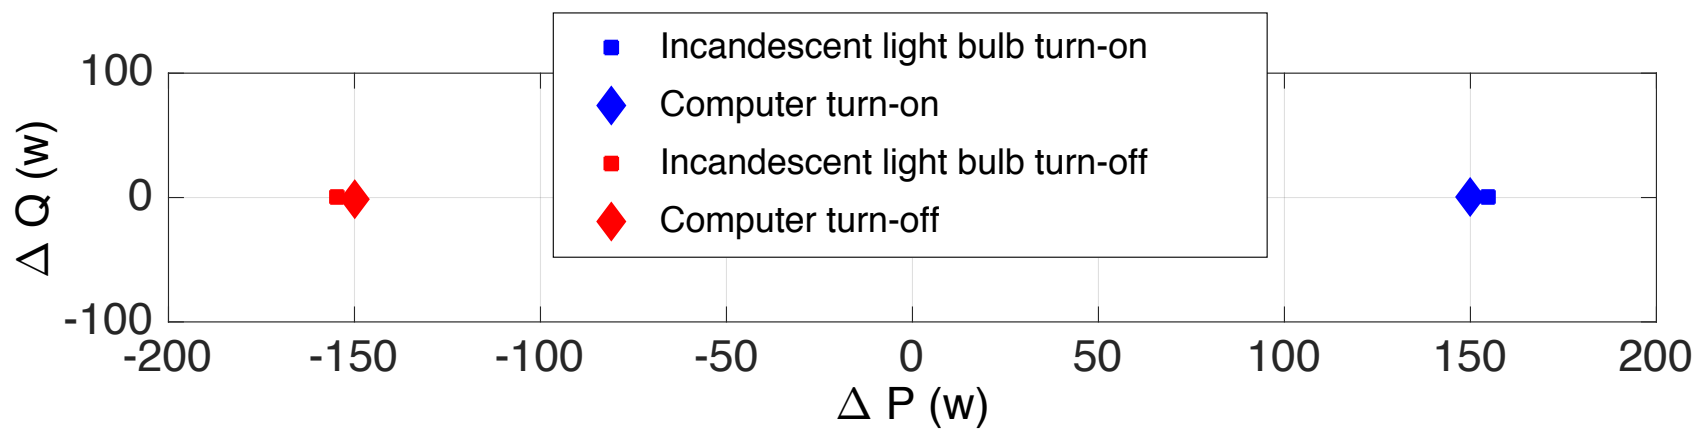 Incandescent light bulb turn-on
Computer turn-on
Incandescent light bulb turn-off
Computer turn-off
100
0
-100
Δ Q (w)
-200 -150 -100 -50 0 50 100 150 200
Δ P (w)